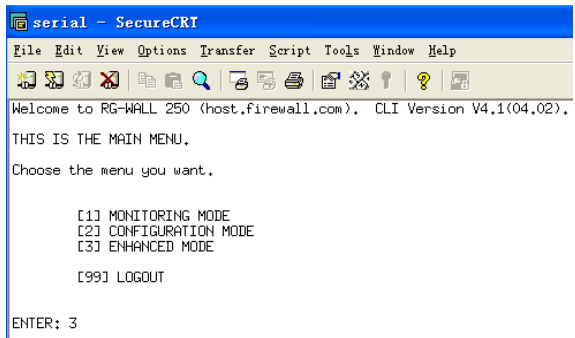 serial - SecureCRT
File Edit View Options Transfer Script Tools Window Help
Welcome to RG-WALL 250 (host.firewall.com). CLI Version V4.1(04.02).
THIS IS THE MAIN MENU.
Choose the menu you want.
[1] MONITORING MODE
[2] CONFIGURATION MODE
[3] ENHANCED MODE
[99] LOGOUT
ENTER: 3